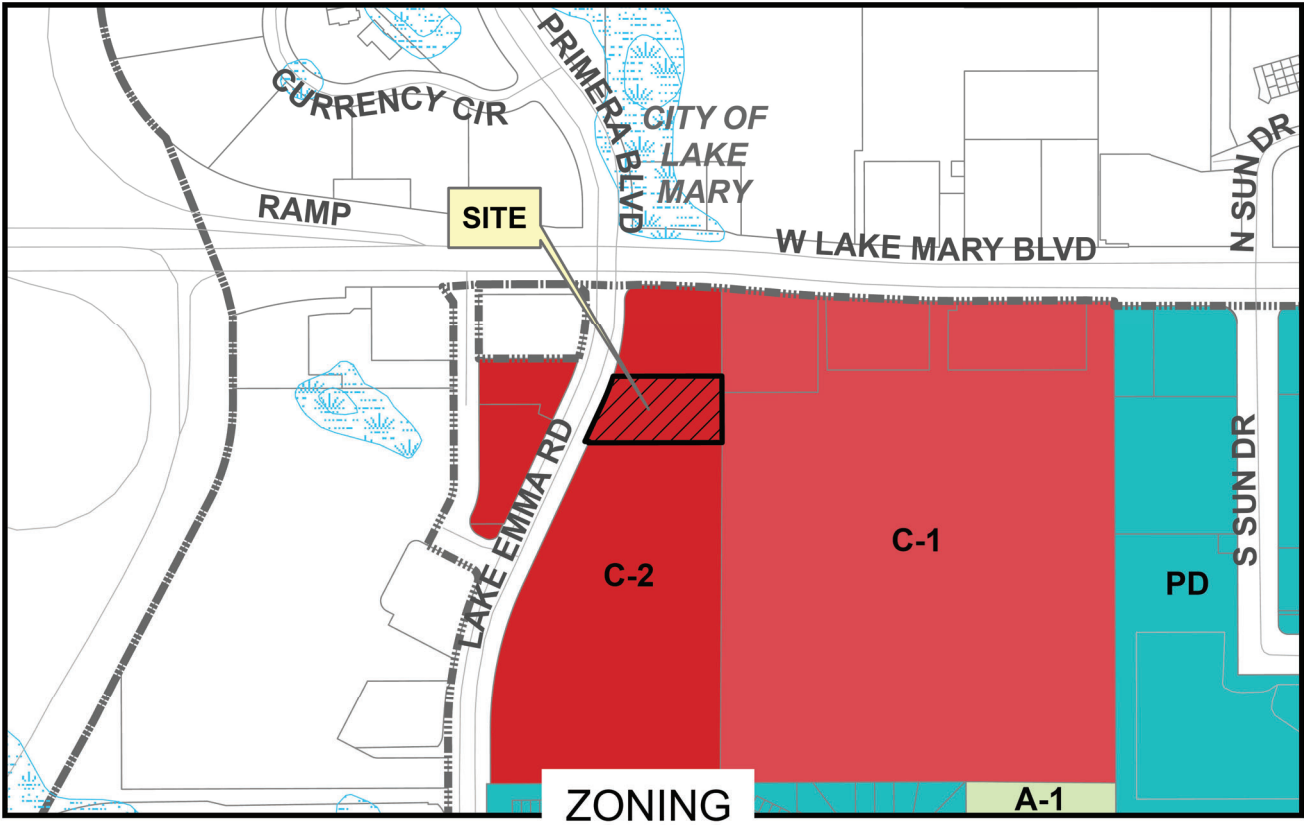 PRIMERA BLVD
CURRENCY CIR
CITY OF
LAKE
MARY
N SUN DR
RAMP
SITE
W LAKE MARY BLVD
LAKE EMMA RD
S SUN DR
C-1
C-2
PD
A-1
ZONING